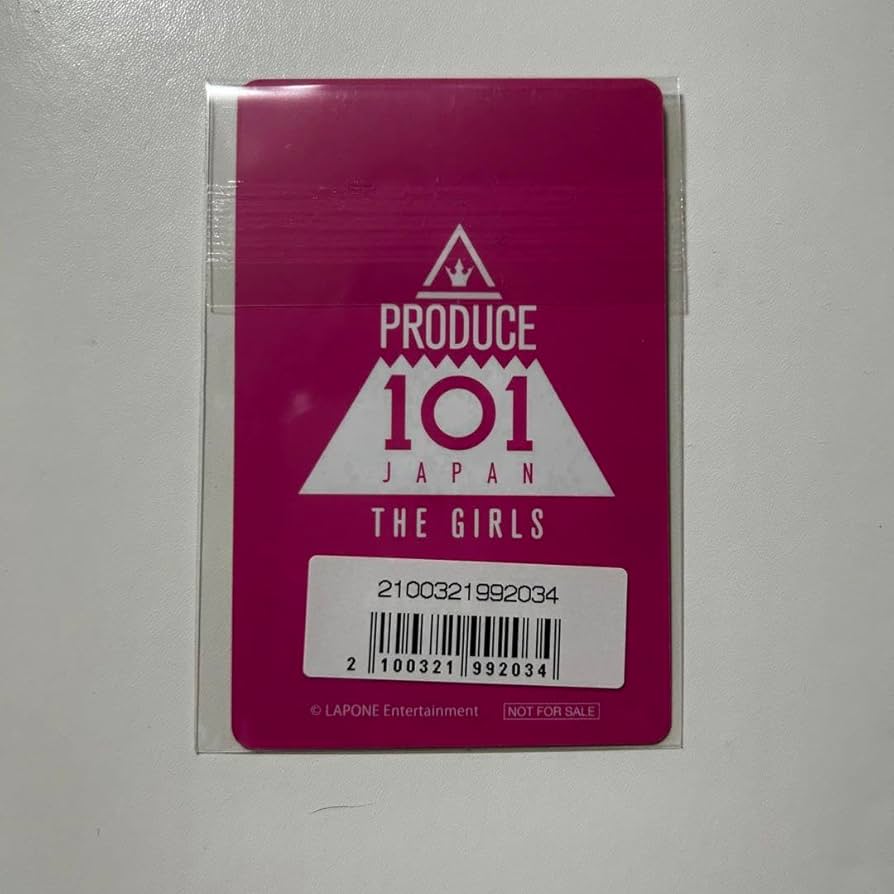 PRODUCE
101
JAPAN
THE GIRLS
2100321992034
2 100321 992034
© LAPONE Entertainment NOT FOR SALE